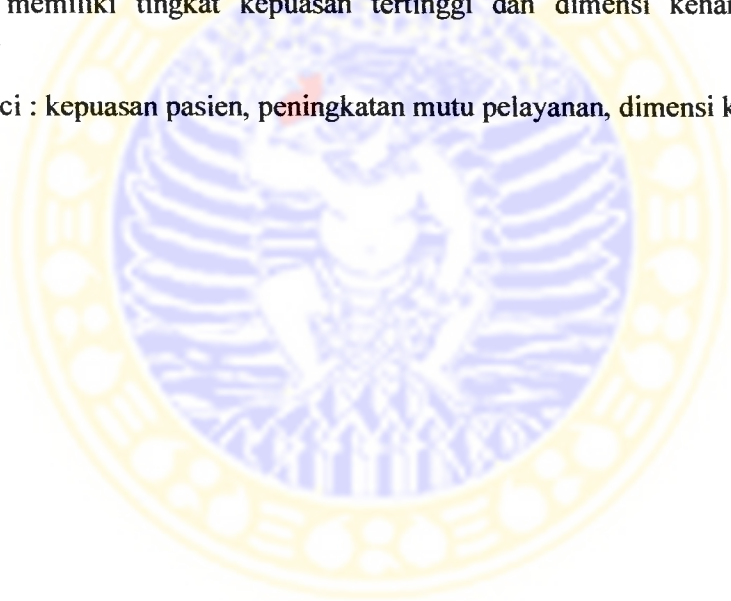 memiliki tingkat kepuasan tertinggi dan dimensi
ci : kepuasan pasien, peningkatan mutu pelayanan, dimensi